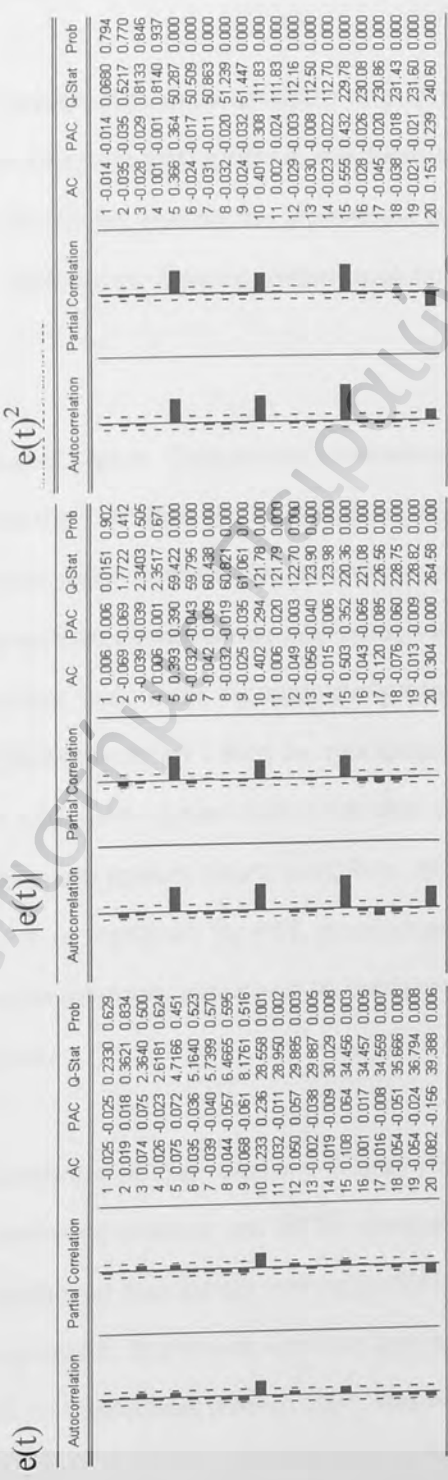 e(t)
Autocorrelation Partial Correlation AC PAC Q-Stat Prob
1 -0.025 -0.025 0.2330 0.629
2 0.019 0.018 0.3621 0.834
3 0.074 0.075 2.3640 0.500
4 -0.026 -0.023 2.6181 0.624
5 0.075 0.072 4.7166 0.451
6 -0.035 -0.036 5.1640 0.523
7 -0.039 -0.040 5.7399 0.570
8 -0.044 -0.057 6.4665 0.595
9 -0.068 -0.061 8.1751 0.516
10 0.233 0.236 28.558 0.001
11 -0.032 -0.011 28.950 0.002
12 0.050 0.057 29.885 0.003
13 -0.002 -0.038 29.887 0.005
14 -0.019 -0.009 30.029 0.008
15 0.108 0.064 34.456 0.003
16 0.001 0.017 34.457 0.005
17 -0.016 -0.008 34.559 0.007
18 -0.054 -0.051 35.666 0.008
19 -0.054 -0.024 36.794 0.008
20 -0.082 -0.156 39.388 0.006
|e(t)|
Autocorrelation Partial Correlation AC PAC Q-Stat Prob
1 0.006 0.006 0.0151 0.902
2 -0.069 -0.069 1.7722 0.412
3 -0.039 -0.039 2.3403 0.505
4 0.006 0.001 2.3517 0.671
5 0.393 0.390 59.422 0.000
6 -0.032 -0.043 59.795 0.000
7 -0.042 0.009 60.438 0.000
8 -0.032 -0.019 60.821 0.000
9 -0.025 -0.035 61.061 0.000
10 0.402 0.294 121.78 0.000
11 0.006 0.020 121.79 0.000
12 -0.049 -0.003 122.70 0.000
13 -0.056 -0.040 123.90 0.000
14 -0.015 -0.006 123.98 0.000
15 0.503 0.352 220.36 0.000
16 -0.043 -0.065 221.08 0.000
17 -0.120 -0.085 226.56 0.000
18 -0.076 -0.060 228.75 0.000
19 -0.013 -0.009 228.82 0.000
20 0.304 0.000 264.58 0.000
e(t)²
Autocorrelation Partial Correlation AC PAC Q-Stat Prob
1 -0.014 -0.014 0.0680 0.794
2 -0.035 -0.035 0.5217 0.770
3 -0.028 -0.029 0.8133 0.846
4 0.001 -0.001 0.8140 0.937
5 0.366 0.364 50.287 0.000
6 -0.024 -0.017 50.509 0.000
7 -0.031 -0.011 50.863 0.000
8 -0.032 -0.020 51.239 0.000
9 -0.024 -0.032 51.447 0.000
10 0.401 0.308 111.83 0.000
11 0.002 0.024 111.83 0.000
12 -0.029 -0.003 112.16 0.000
13 -0.030 -0.008 112.50 0.000
14 -0.023 -0.022 112.70 0.000
15 0.555 0.432 229.78 0.000
16 -0.028 -0.026 230.08 0.000
17 -0.045 -0.020 230.86 0.000
18 -0.038 -0.018 231.43 0.000
19 -0.021 -0.021 231.60 0.000
20 0.153 -0.239 240.60 0.000
πιστήμιο Πειραιώ